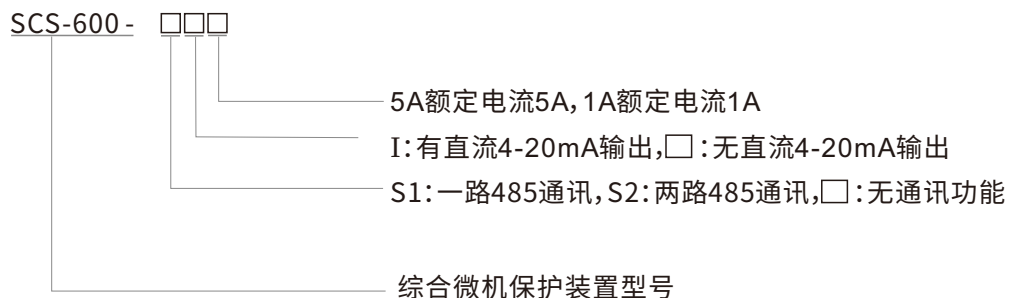 SCS-600 - □□□
5A额定电流5A，1A额定电流1A
I：有直流4-20mA输出，□：无直流4-20mA输出
S1：一路485通讯，S2：两路485通讯，□：无通讯功能
综合微机保护装置型号